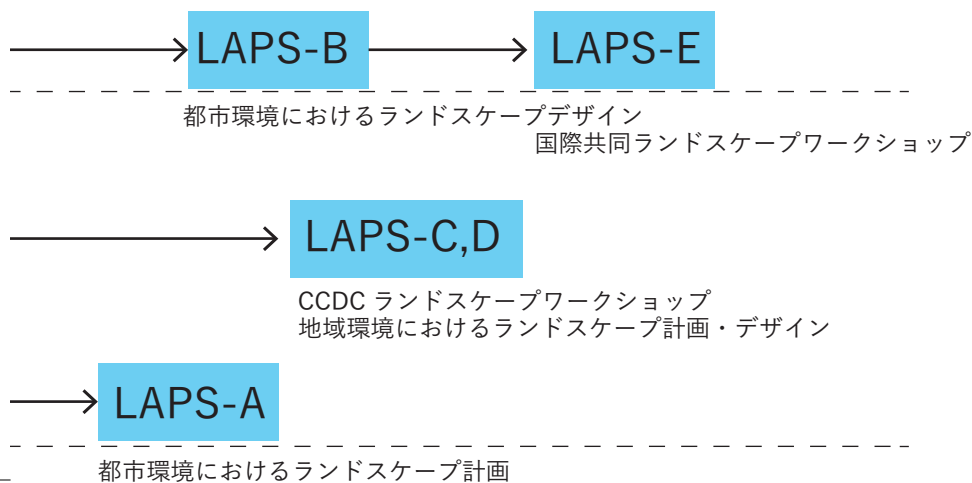 LAPS-B
LAPS-E
都市環境におけるランドスケープデザイン
国際共同ランドスケープワークショップ
LAPS-C,D
CCDC ランドスケープワークショップ
地域環境におけるランドスケープ計画・デザイン
LAPS-A
都市環境におけるランドスケープ計画